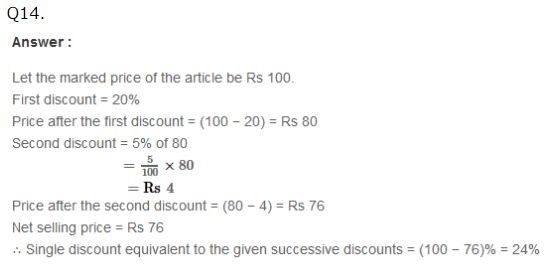 Q14.
Answer :
Let the marked price of the article be Rs 100.
First discount = 20%
Price after the first discount = (100 − 20) = Rs 80
Second discount = 5% of 80
= 5/100 × 80
= Rs 4
Price after the second discount = (80 − 4) = Rs 76
Net selling price = Rs 76
∴ Single discount equivalent to the given successive discounts = (100 − 76)% = 24%